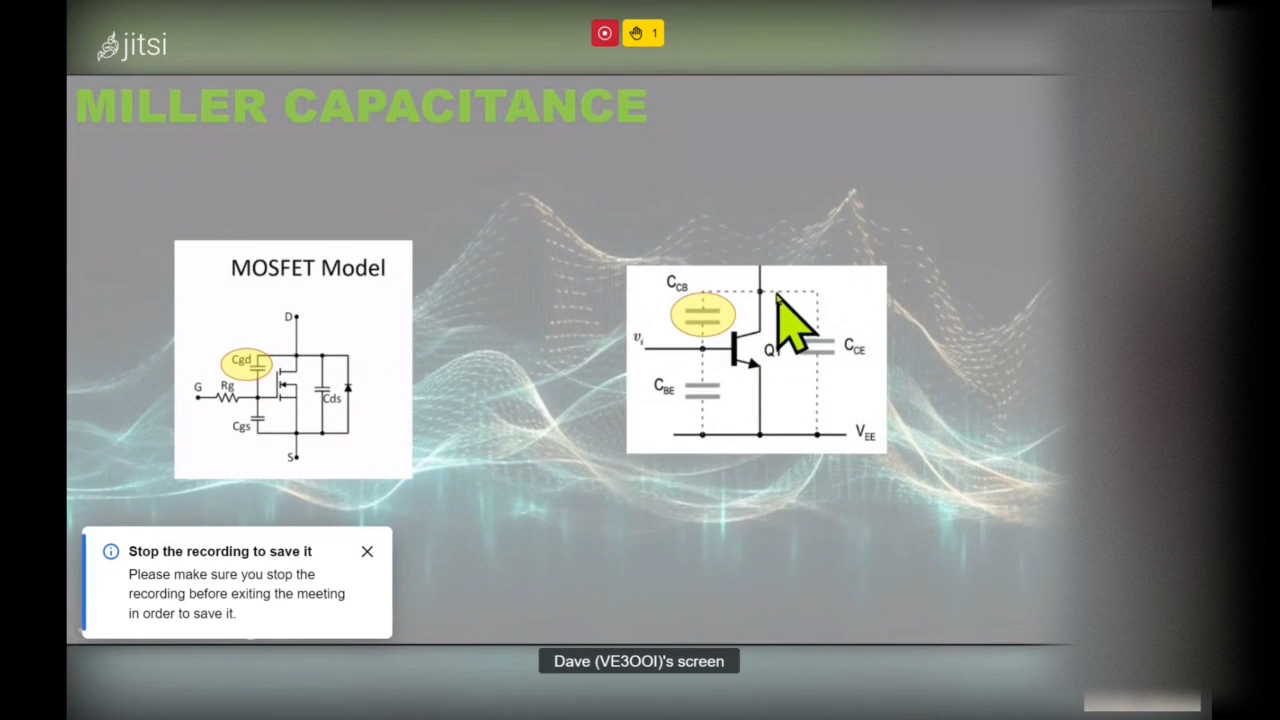 jitsi
1
MILLER CAPACITANCE
MOSFET Model
D
Cgd
G
Rg
Cds
Cgs
S
CCB
vi
Q
CCE
CBE
VEE
Stop the recording to save it
Please make sure you stop the
recording before exiting the meeting
in order to save it.
Dave (VE3OOI)'s screen